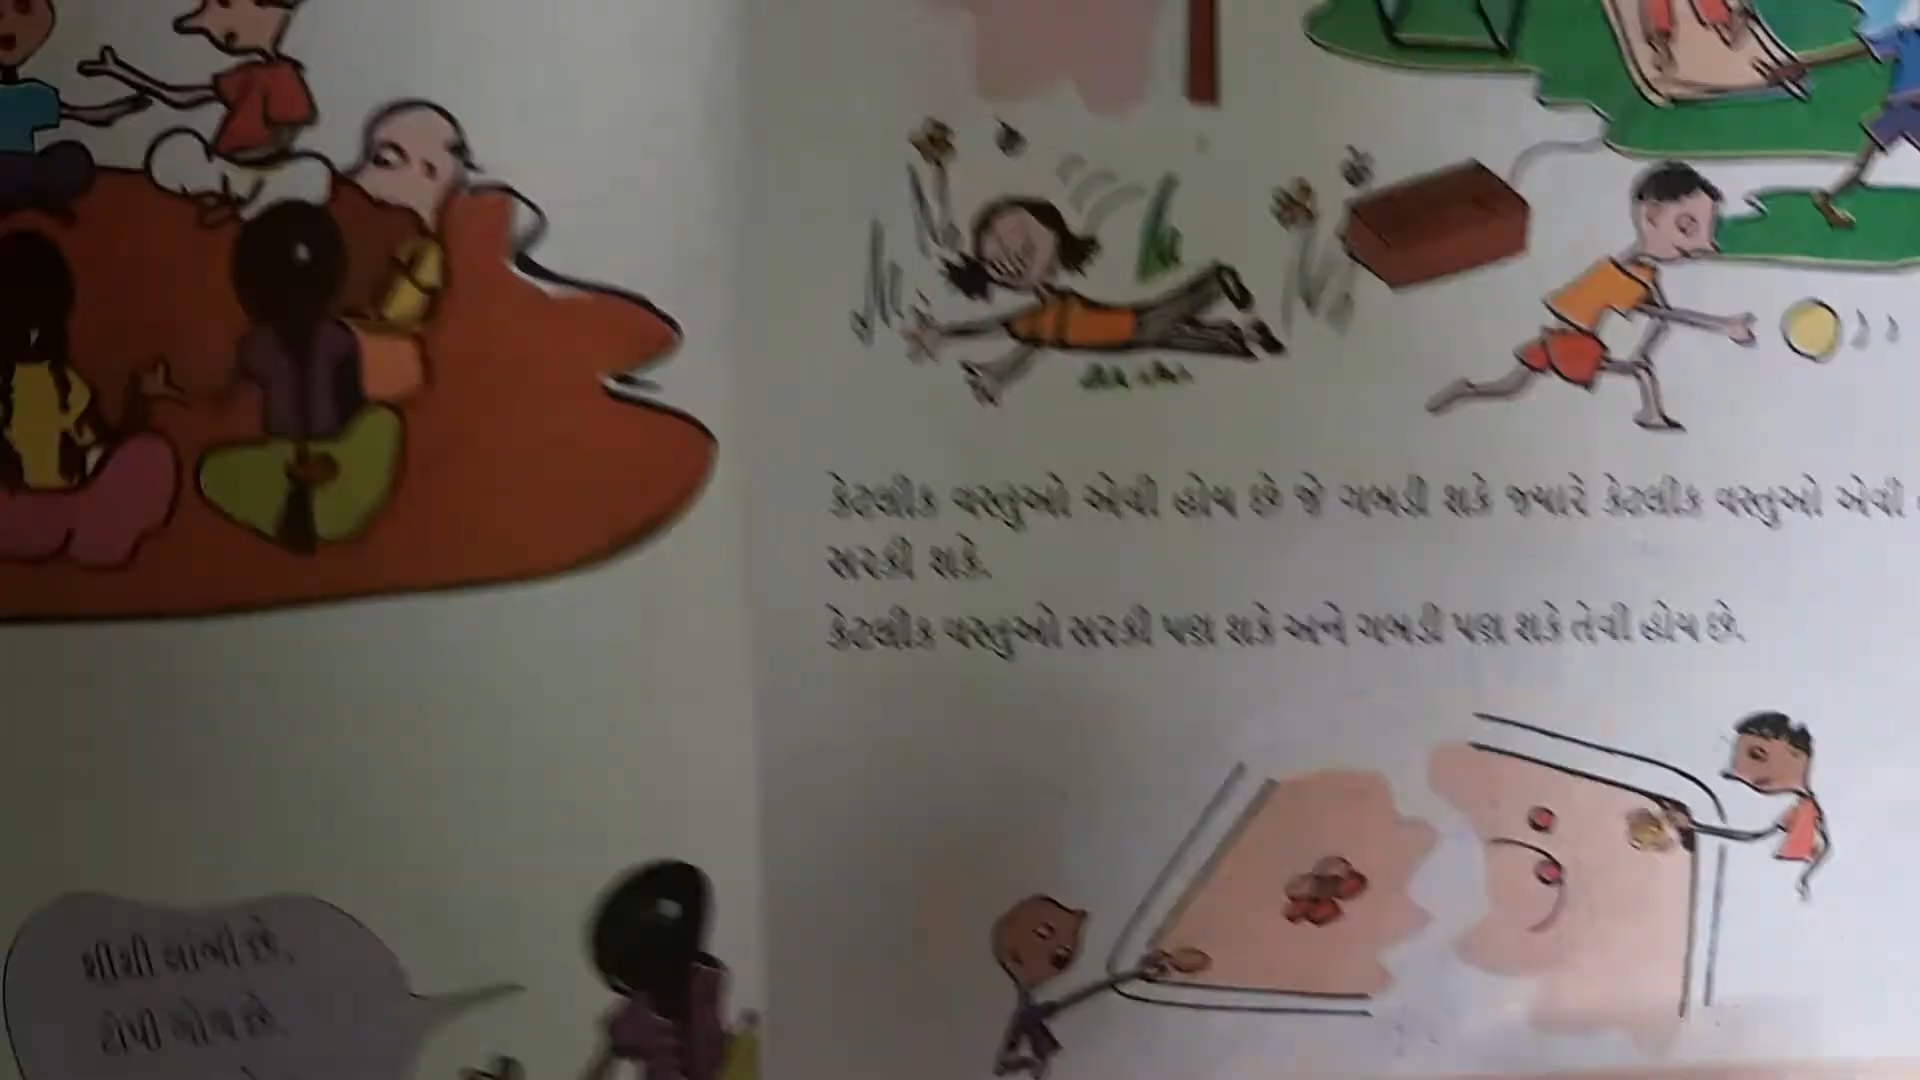 કેટલીક વસ્તુઓ એવી હોય છે જે ગબડી શકે જ્યારે કેટલીક વસ્તુઓ એવી
સરકી શકે.
કેટલીક વસ્તુઓ સરકી પણ શકે અને ગબડી પણ શકે તેવી હોય છે.
શીશી લાંબી છે,
ટોપી ગોળ છે.